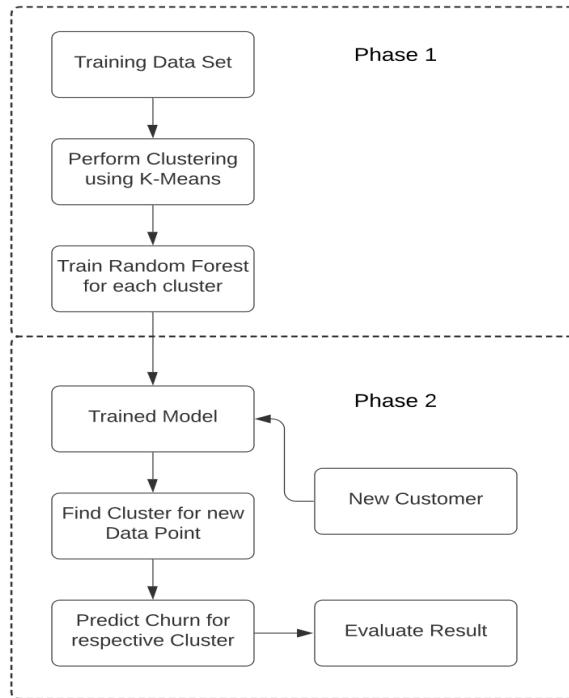 Training Data Set
Phase 1
Perform Clustering
using K-Means
Train Random Forest
for each cluster
Trained Model
Phase 2
New Customer
Find Cluster for new
Data Point
Predict Churn for
respective Cluster
Evaluate Result